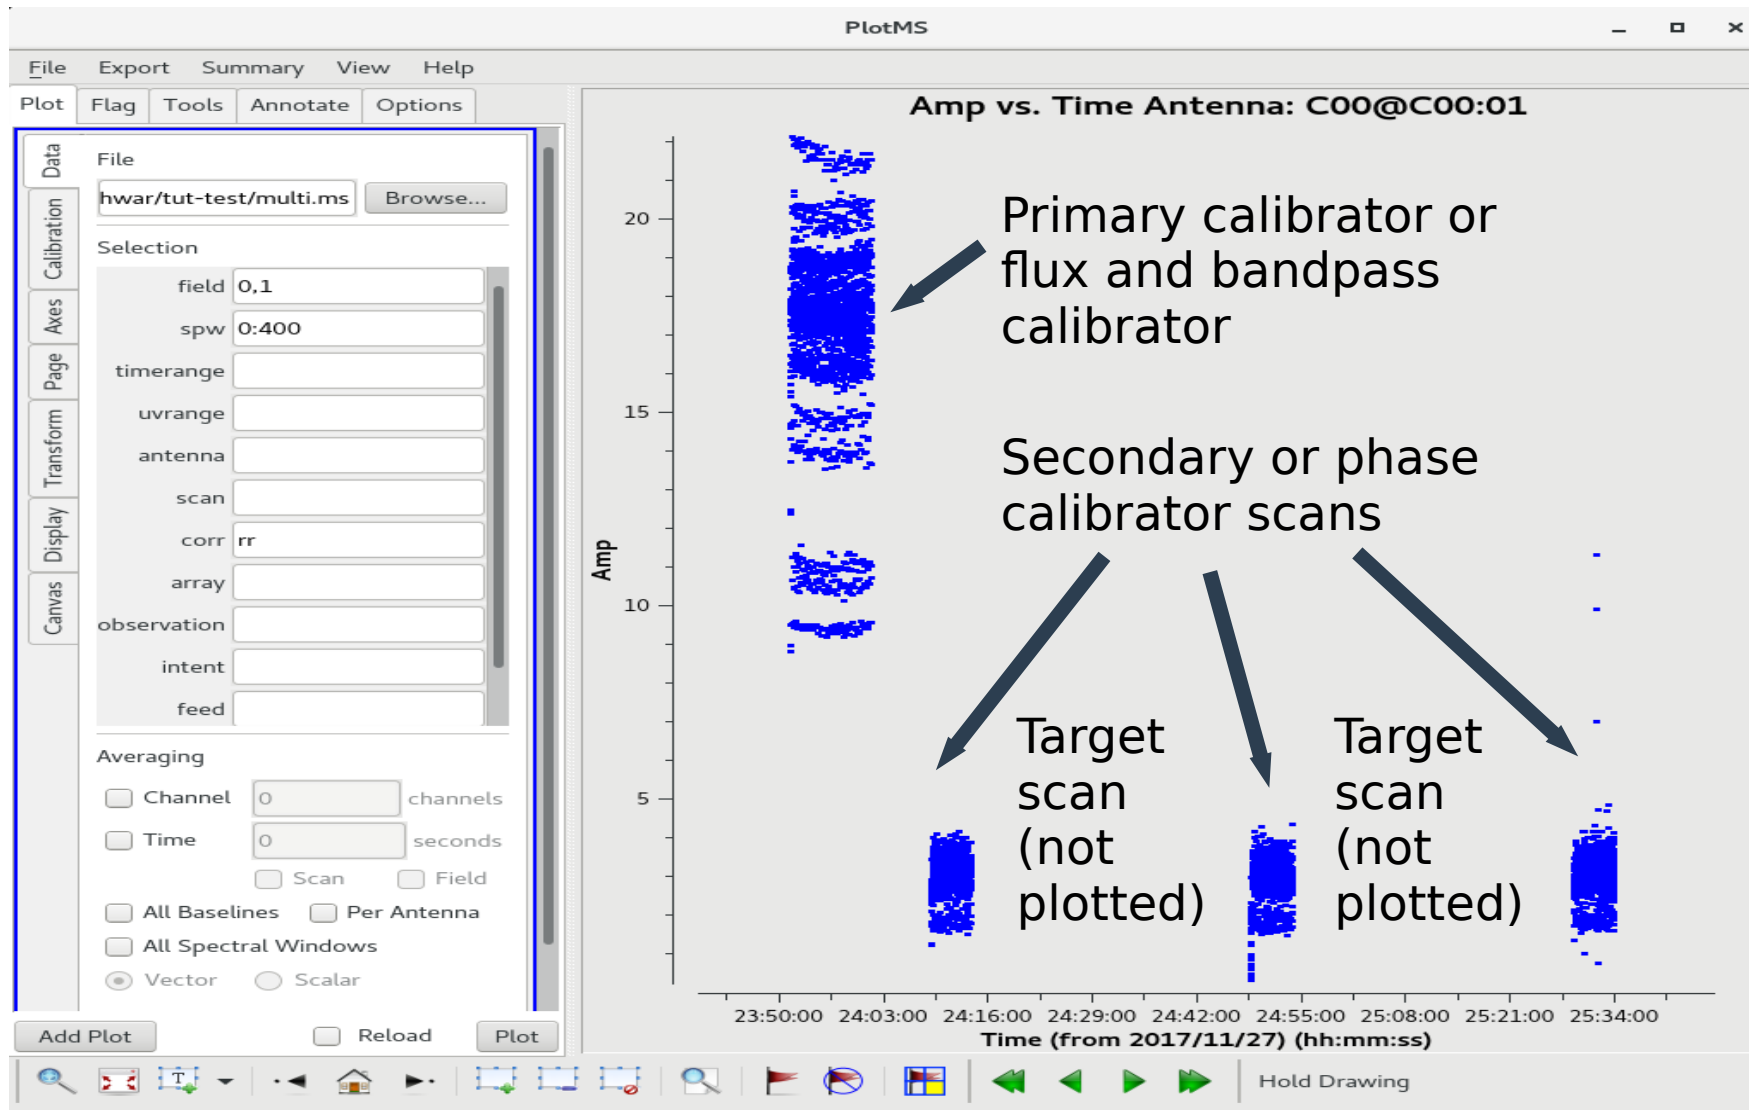 PlotMS
File Export Summary View Help
Plot Flag Tools Annotate Options
Data
Calibration
Axes
Page
Transform
Display
Canvas
File
hwar/tut-test/multi.ms Browse...
Selection
field 0,1
spw 0:400
timerange
uvrange
antenna
scan
corr rr
array
observation
intent
feed
Averaging
Channel 0 channels
Time 0 seconds
Scan Field
All Baselines Per Antenna
All Spectral Windows
Vector Scalar
Add Plot Reload Plot
Amp vs. Time Antenna: C00@C00:01
Primary calibrator or
flux and bandpass
calibrator
Secondary or phase
calibrator scans
Target
scan
(not
plotted)
Target
scan
(not
plotted)
Amp
20
15
10
5
23:50:00 24:03:00 24:16:00 24:29:00 24:42:00 24:55:00 25:08:00 25:21:00 25:34:00
Time (from 2017/11/27) (hh:mm:ss)
T
Hold Drawing